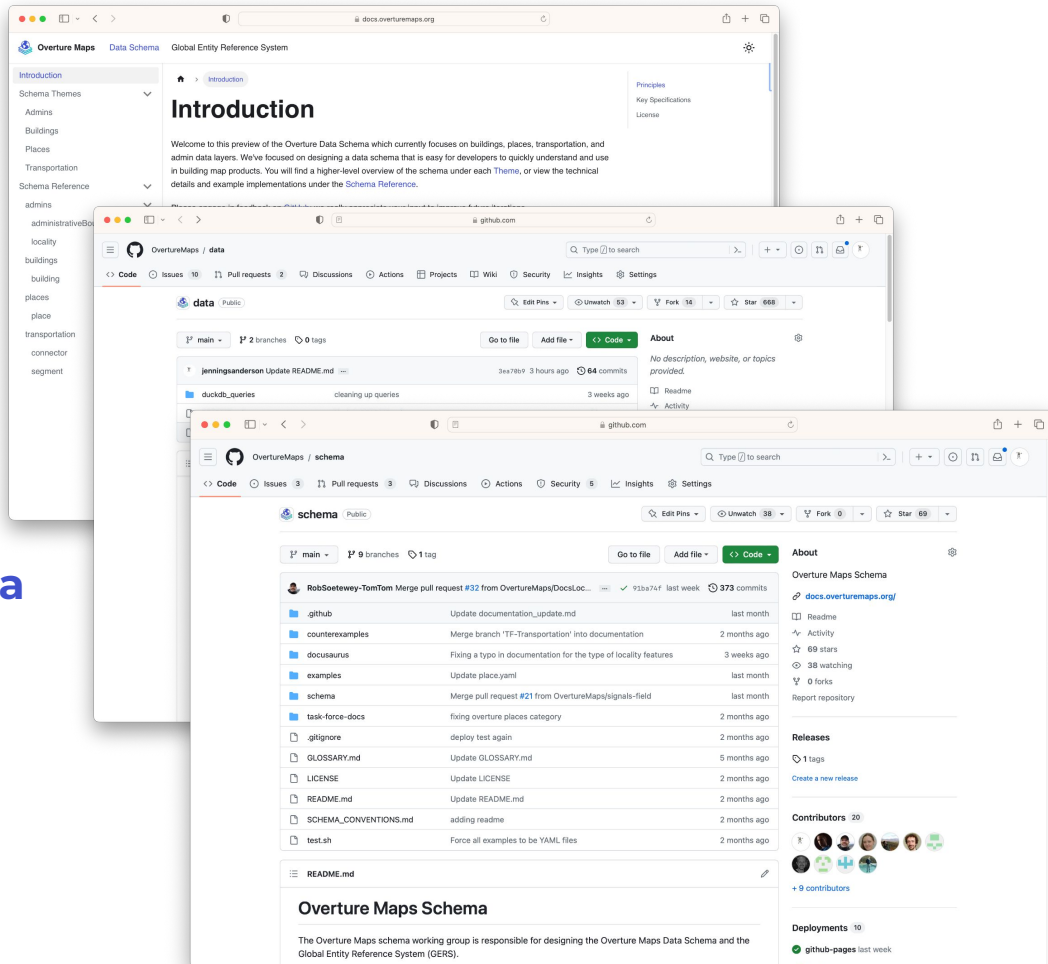 docs.overturemaps.org
Overture Maps Data Schema Global Entity Reference System
Introduction
Schema Themes
Admins
Buildings
Places
Transportation
Schema Reference
admins
administrativeBou
locality
buildings
building
places
place
transportation
connector
segment
Introduction
Introduction
Welcome to this preview of the Overture Data Schema which currently focuses on buildings, places, transportation, and
admin data layers. We've focused on designing a data schema that is easy for developers to quickly understand and use
in building map products. You will find a higher-level overview of the schema under each Theme, or view the technical
details and example implementations under the Schema Reference.
Principles
Key Specifications
License
github.com
OvertureMaps / data
Type / to search
Code Issues 10 Pull requests 2 Discussions Actions Projects Wiki Security Insights Settings
data Public
Edit Pins Unwatch 53 Fork 14 Star 668
main 2 branches 0 tags
Go to file Add file Code
jenningsanderson Update README.md 3ea70b9 3 hours ago 64 commits
duckdb_queries cleaning up queries 3 weeks ago
About
No description, website, or topics
provided.
Readme
Activity
github.com
OvertureMaps / schema
Type / to search
Code Issues 3 Pull requests 3 Discussions Actions Security 5 Insights Settings
schema Public
Edit Pins Unwatch 38 Fork 0 Star 69
main 9 branches 1 tag
Go to file Add file Code
RobSoetewey-TomTom Merge pull request #32 from OvertureMaps/DocsLoc... 91ba74f last week 373 commits
.github Update documentation_update.md last month
counterexamples Merge branch 'TF-Transportation' into documentation 2 months ago
docusaurus Fixing a typo in documentation for the type of locality features 3 weeks ago
examples Update place.yaml last month
schema Merge pull request #21 from OvertureMaps/signals-field last month
task-force-docs fixing overture places category 2 months ago
.gitignore deploy test again 2 months ago
GLOSSARY.md Update GLOSSARY.md 5 months ago
LICENSE Update LICENSE 2 months ago
README.md Update README.md 2 months ago
SCHEMA_CONVENTIONS.md adding readme 2 months ago
test.sh Force all examples to be YAML files 2 months ago
README.md
Overture Maps Schema
The Overture Maps schema working group is responsible for designing the Overture Maps Data Schema and the
Global Entity Reference System (GERS).
About
Overture Maps Schema
docs.overturemaps.org/
Readme
Activity
69 stars
38 watching
0 forks
Report repository
Releases
1 tags
Create a new release
Contributors 20
+ 9 contributors
Deployments 10
github-pages last week
a